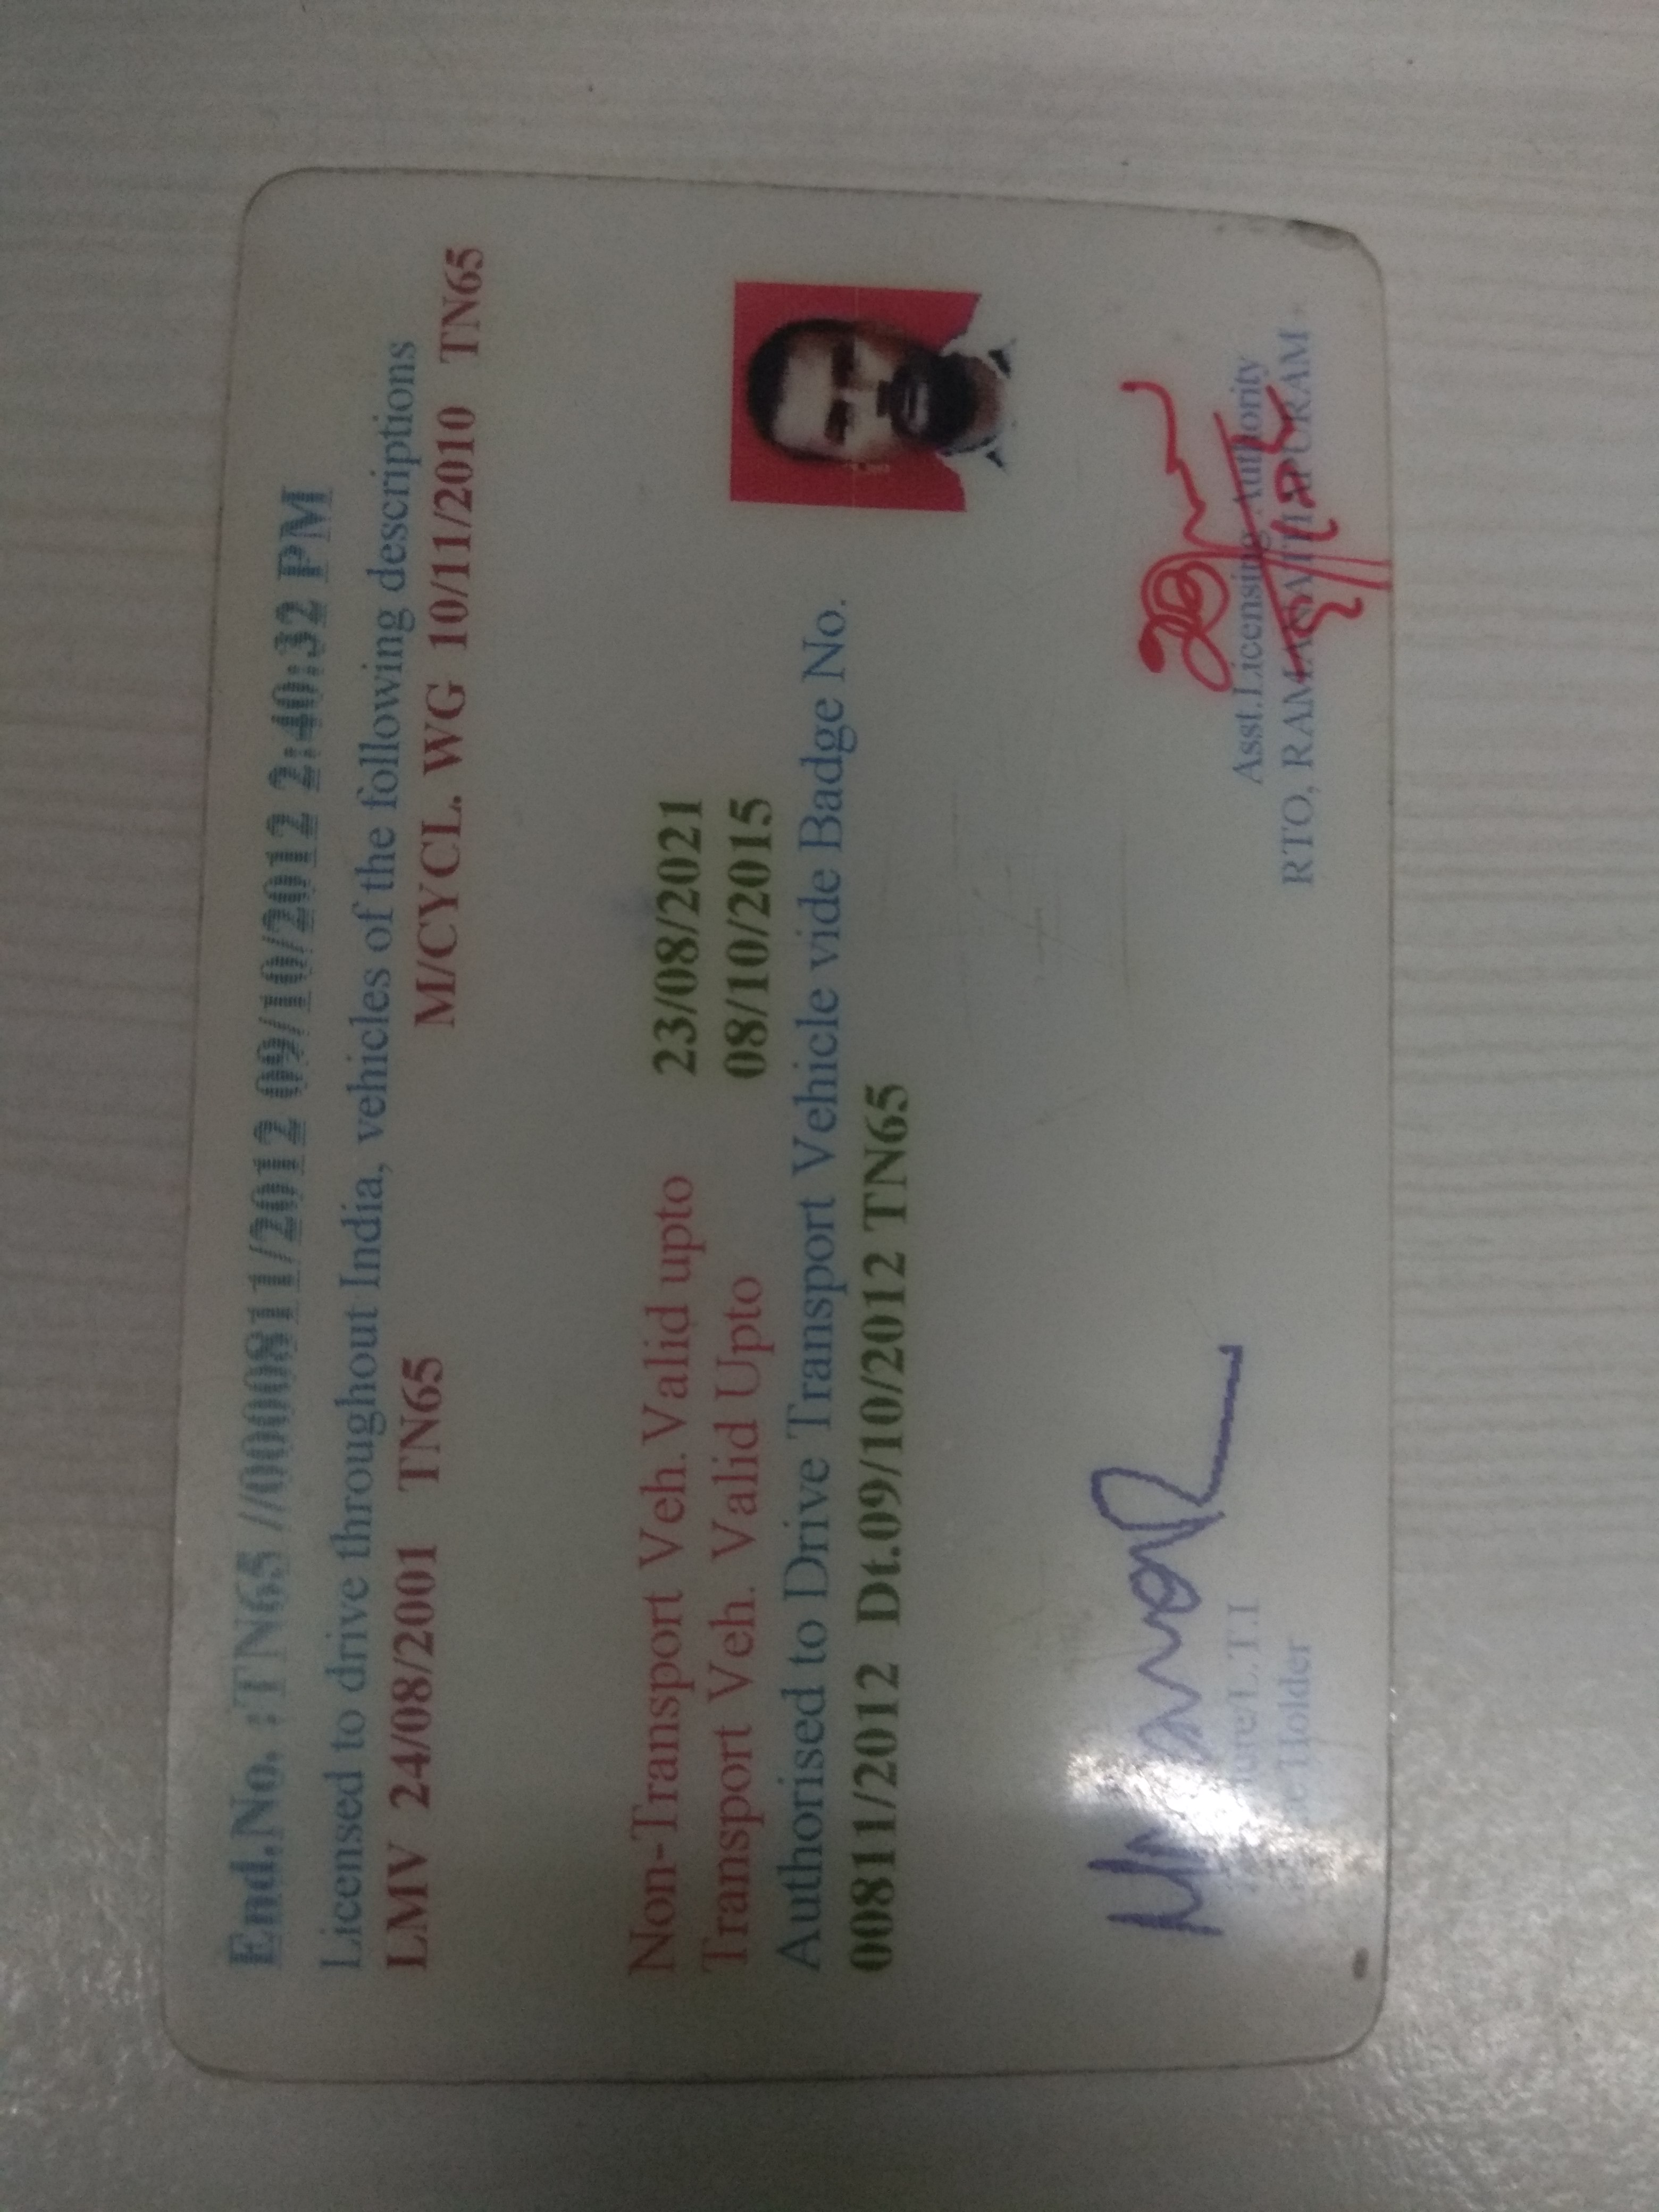 End.No. :TN65 //000811/2012 09/10/2012 2:40:32 PM
Licensed to drive throughout India, vehicles of the following descriptions
LMV 24/08/2001 TN65 M/CYCL. WG 10/11/2010 TN65
Non-Transport Veh. Valid upto 23/08/2021
Transport Veh. Valid Upto 08/10/2015
Authorised to Drive Transport Vehicle vide Badge No.
00811/2012 Dt.09/10/2012 TN65
Asst.Licensing Authority
RTO, RAMANATHAPURAM
L.T.I
Holder